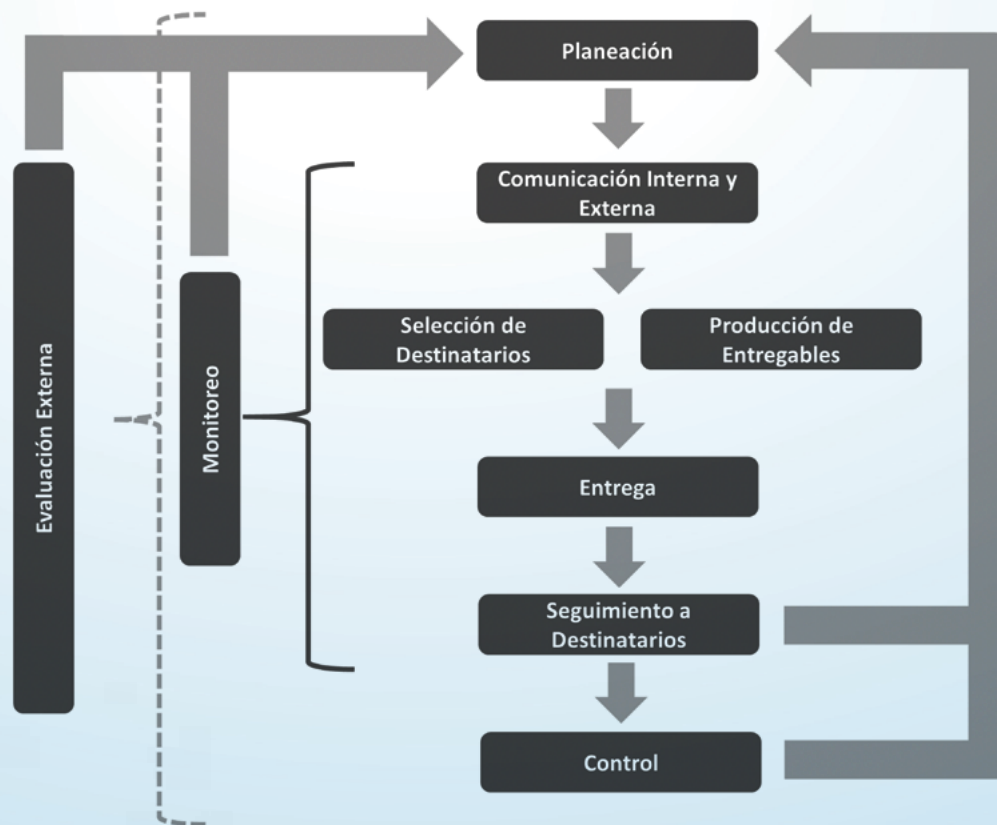 Planeación
Comunicación Interna y
Externa
Selección de
Destinatarios
Producción de
Entregables
Entrega
Seguimiento a
Destinatarios
Control
Monitoreo
Evaluación Externa